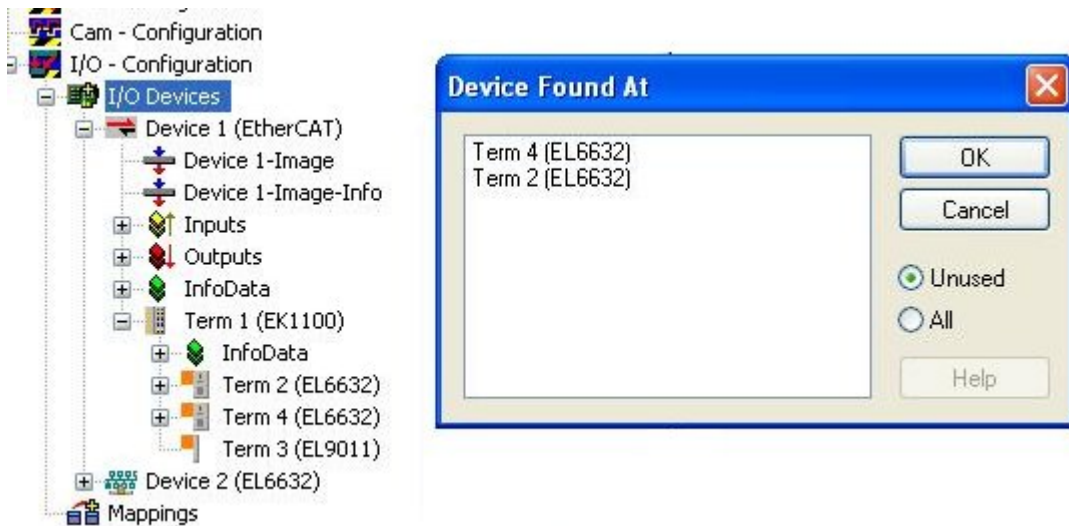 Cam - Configuration
I/O - Configuration
I/O Devices
Device 1 (EtherCAT)
Device 1-Image
Device 1-Image-Info
Inputs
Outputs
InfoData
Term 1 (EK1100)
InfoData
Term 2 (EL6632)
Term 4 (EL6632)
Term 3 (EL9011)
Device 2 (EL6632)
Mappings
Device Found At
Term 4 (EL6632)
Term 2 (EL6632)
OK
Cancel
Unused
All
Help